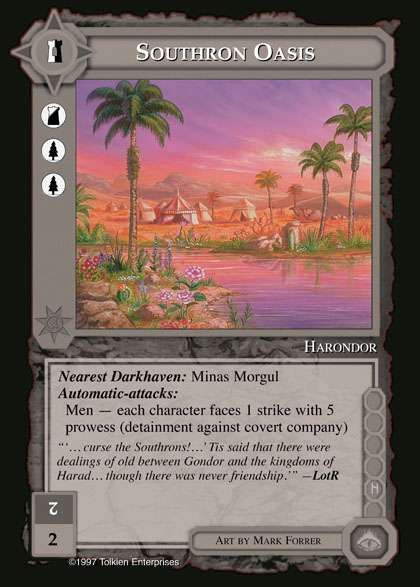 SOUTHRON OASIS
HARONDOR
Nearest Darkhaven: Minas Morgul
Automatic-attacks:
Men — each character faces 1 strike with 5
prowess (detainment against covert company)
“‘… curse the Southrons!…’ Tis said that there were
dealings of old between Gondor and the kingdoms of
Harad… though there was never friendship.’” —LotR
2
2
H
ART BY MARK FORRER
©1997 Tolkien Enterprises